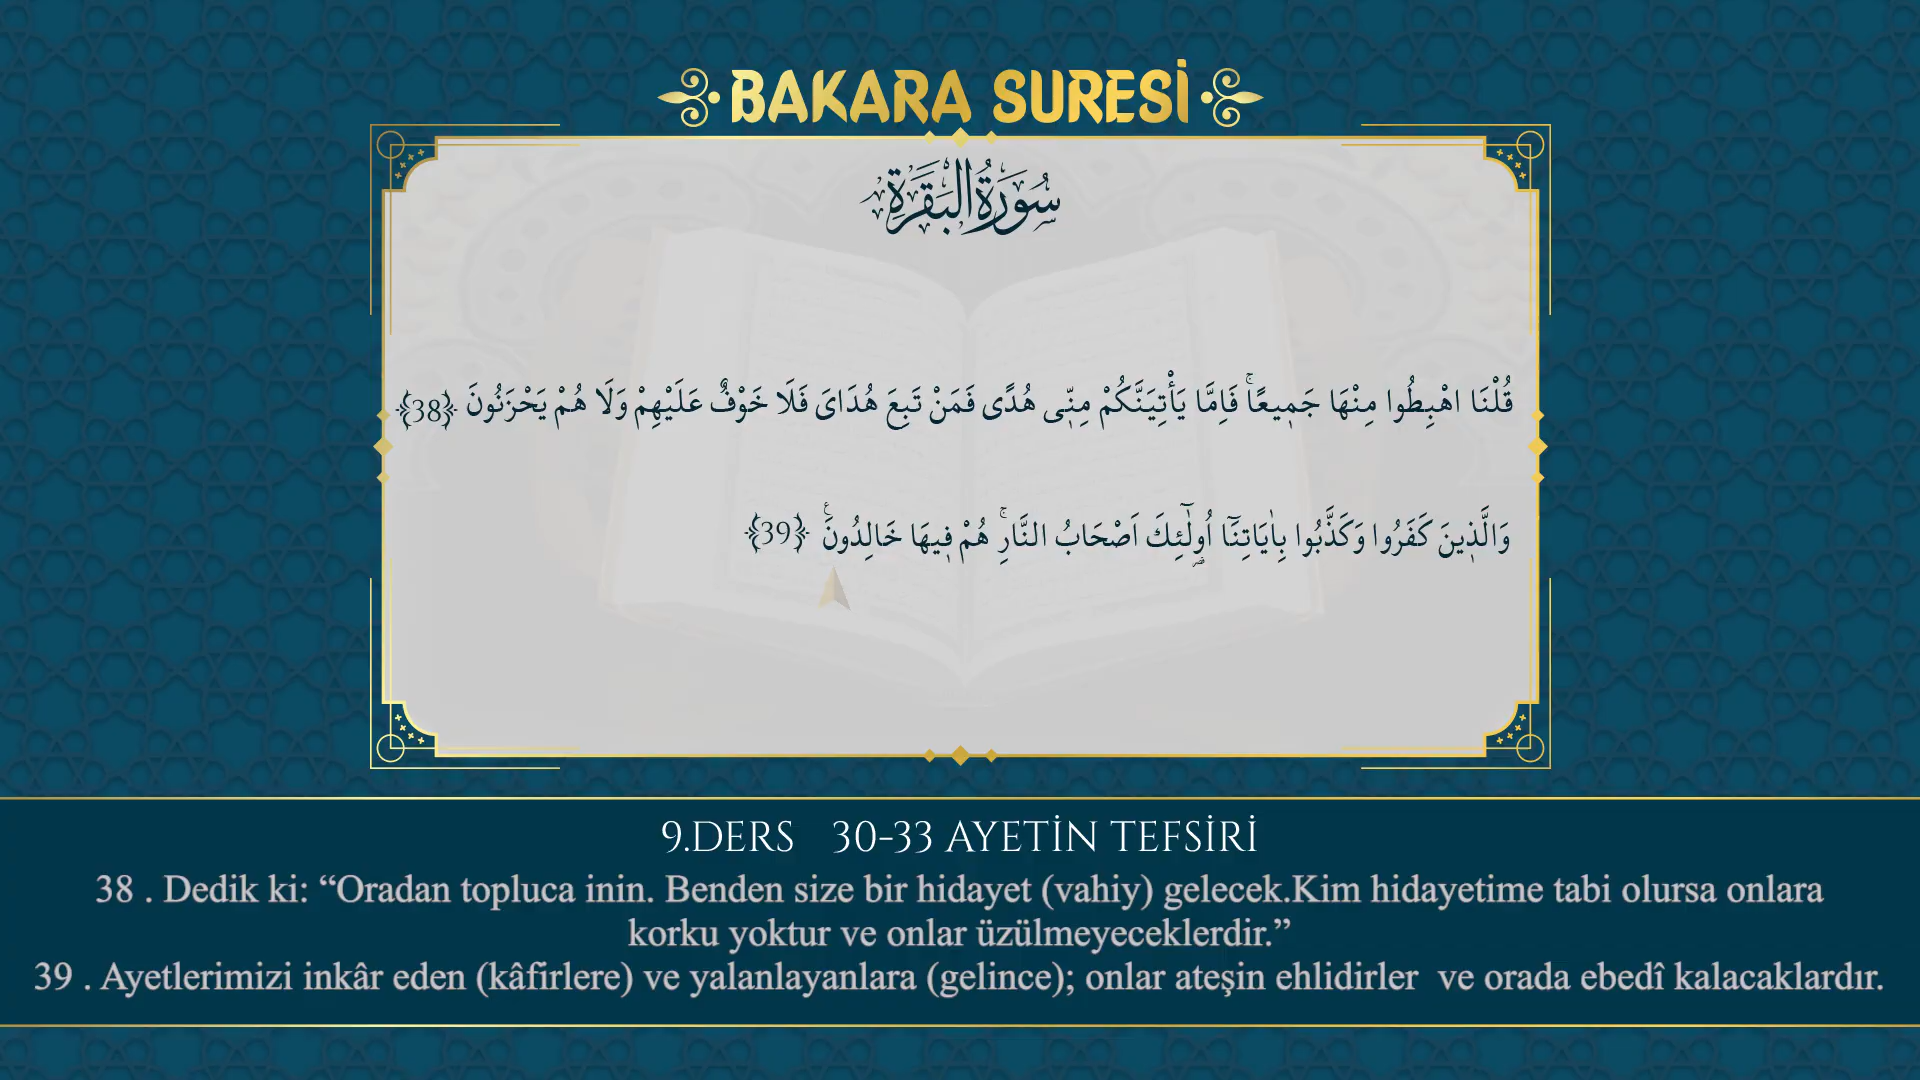 BAKARA SURESİ
سُورَةُ الْبَقَرَةِ
قُلْنَا اهْبِطُوا مِنْهَا جَمٖيعًاۚ فَاِمَّا يَأْتِيَنَّكُمْ مِنّٖى هُدًى فَمَنْ تَبِعَ هُدَاىَ فَلَا خَوْفٌ عَلَيْهِمْ وَلَا هُمْ يَحْزَنُونَ ﴿38﴾
وَالَّذٖينَ كَفَرُوا وَكَذَّبُوا بِاٰيَاتِنَٓا اُو۬لٰٓئِكَ اَصْحَابُ النَّارِۚ هُمْ فٖيهَا خَالِدُونَࣖ ﴿39﴾
9.DERS 30-33 AYETİN TEFSİRİ
38 . Dedik ki: “Oradan topluca inin. Benden size bir hidayet (vahiy) gelecek.Kim hidayetime tabi olursa onlara
korku yoktur ve onlar üzülmeyeceklerdir.”
39 . Ayetlerimizi inkâr eden (kâfirlere) ve yalanlayanlara (gelince); onlar ateşin ehlidirler ve orada ebedî kalacaklardır.